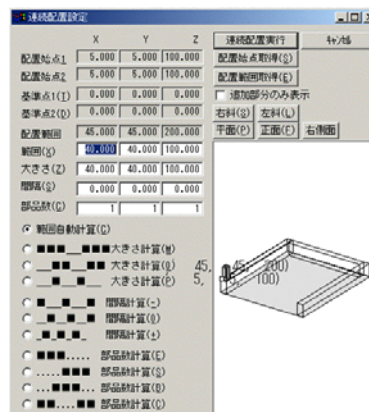 連続配置設定
X Y Z
配置始点1 5.000 5.000 100.000
配置始点2 5.000 5.000 100.000
基準点1(T) 0.000 0.000 0.000
基準点2(D) 0.000 0.000 0.000
配置範囲 45.000 45.000 200.000
範囲(X) 40.000 40.000 100.000
大きさ(Z) 40.000 40.000 100.000
間隔(S) 0.000 0.000 0.000
部品数(C) 1 1 1
連続配置実行 キャンセル
配置始点取得(S)
配置範囲取得(E)
追加部分のみ表示
右斜(S) 左斜(L)
平面(P) 正面(F) 右側面
範囲自動計算(C)
大きさ計算(M)
大きさ計算(O)
大きさ計算(P)
間隔計算(-)
間隔計算(0)
間隔計算(+)
部品数計算(E)
部品数計算(S)
部品数計算(B)
部品数計算(C)
45, 45, 200)
5, 100)